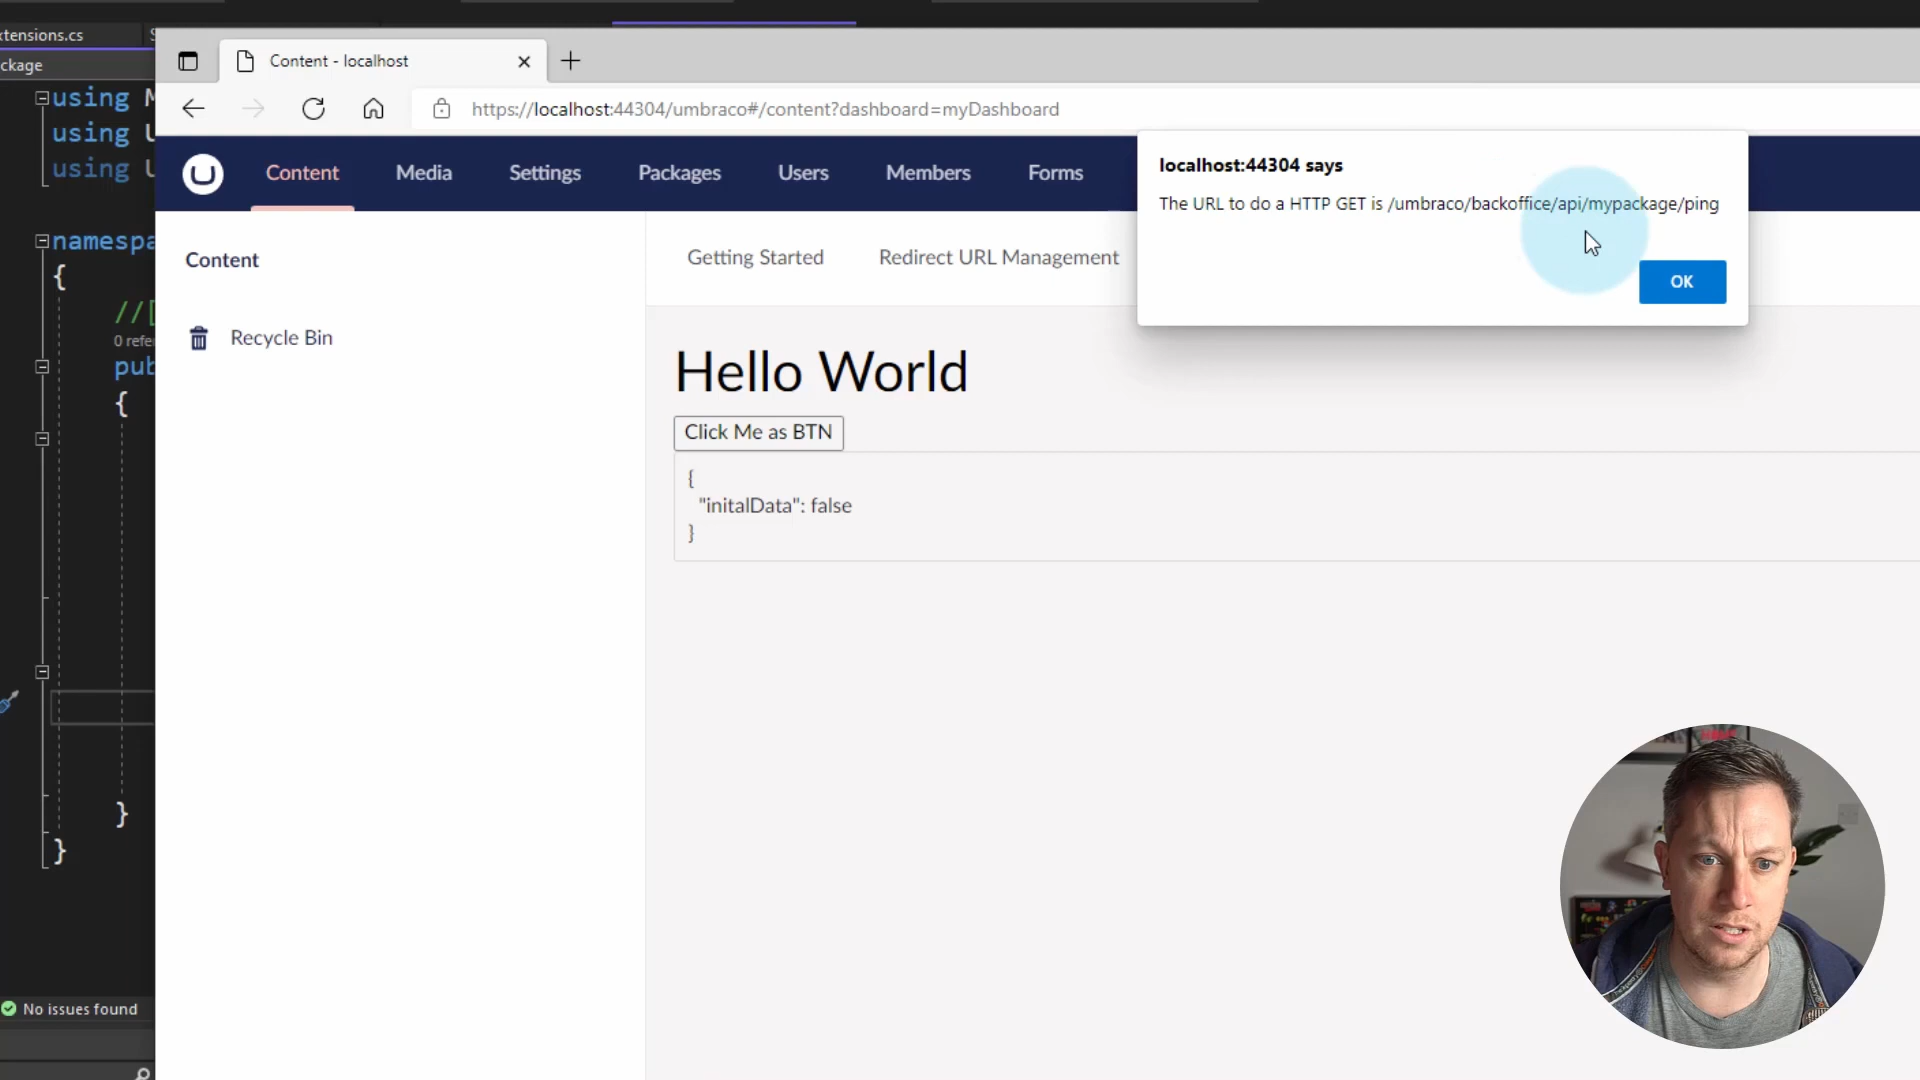 tensions.cs
ckage
Content - localhost
https://localhost:44304/umbraco#/content?dashboard=myDashboard
using
using
using
namespa
{
//[
0 refe
pub
{
}
}
No issues found
Content
Media
Settings
Packages
Users
Members
Forms
localhost:44304 says
The URL to do a HTTP GET is /umbraco/backoffice/api/mypackage/ping
OK
Content
Recycle Bin
Getting Started
Redirect URL Management
Hello World
Click Me as BTN
{
"initalData": false
}